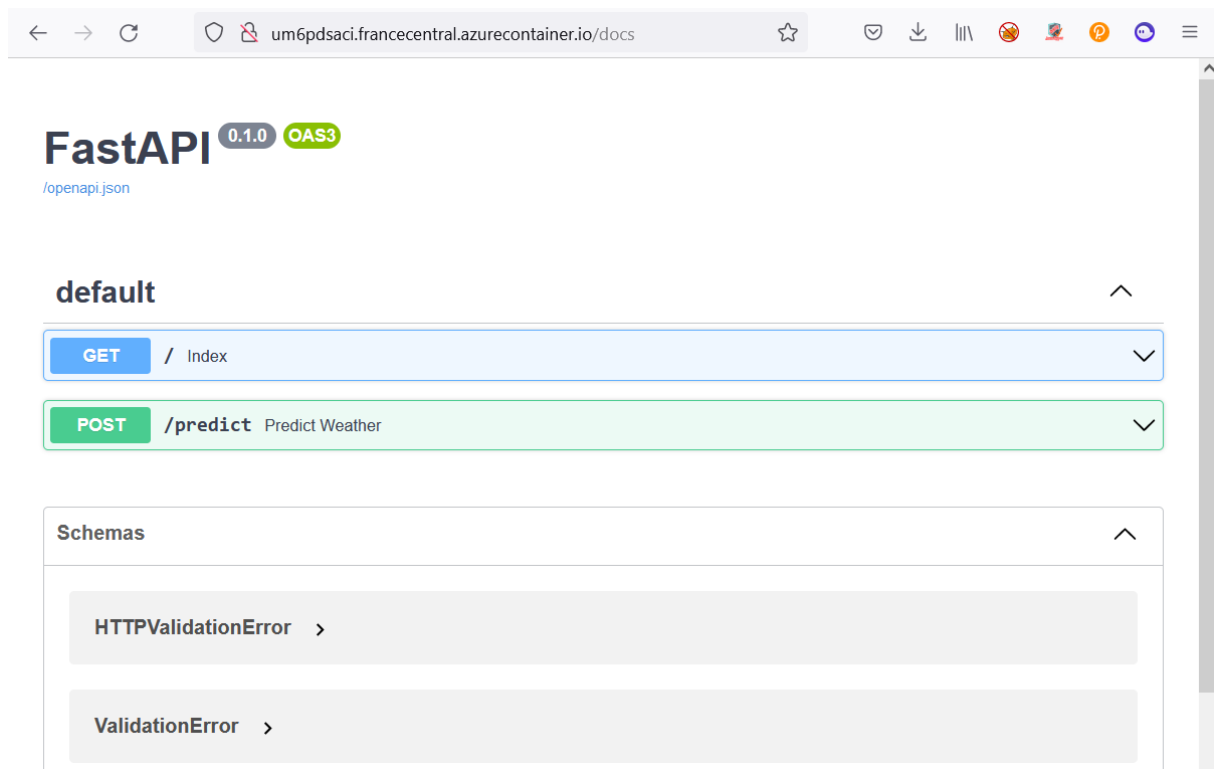 um6pdsaci.francecentral.azurecontainer.io/docs
FastAPI 0.1.0 OAS3
/openapi.json
default
GET / Index
POST /predict Predict Weather
Schemas
HTTPValidationError
ValidationError